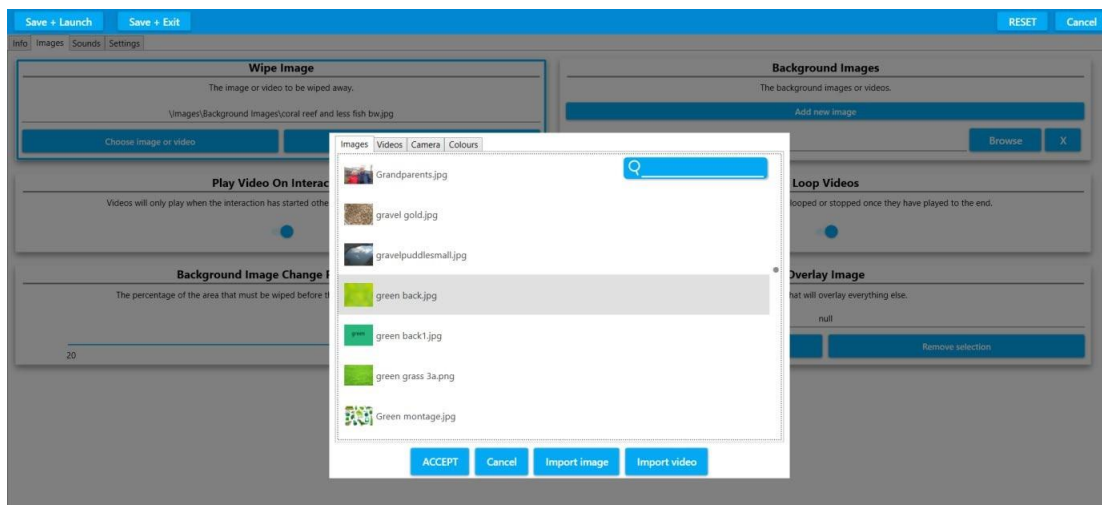 Save + Launch
Save + Exit
RESET
Cancel
Info
Images
Sounds
Settings
Wipe Image
The image or video to be wiped away.
\Images\Background Images\coral reef and less fish bw.jpg
Choose image or video
Background Images
The background images or videos.
Add new image
Browse
X
Play Video On Interac
Videos will only play when the interaction has started othe
Loop Videos
looped or stopped once they have played to the end.
Background Image Change
The percentage of the area that must be wiped before
20
Overlay Image
that will overlay everything else.
null
Remove selection
Images
Videos
Camera
Colours
Grandparents.jpg
gravel gold.jpg
gravelpuddlesmall.jpg
green back.jpg
green
green back1.jpg
green grass 3a.png
Green montage.jpg
ACCEPT
Cancel
Import image
Import video